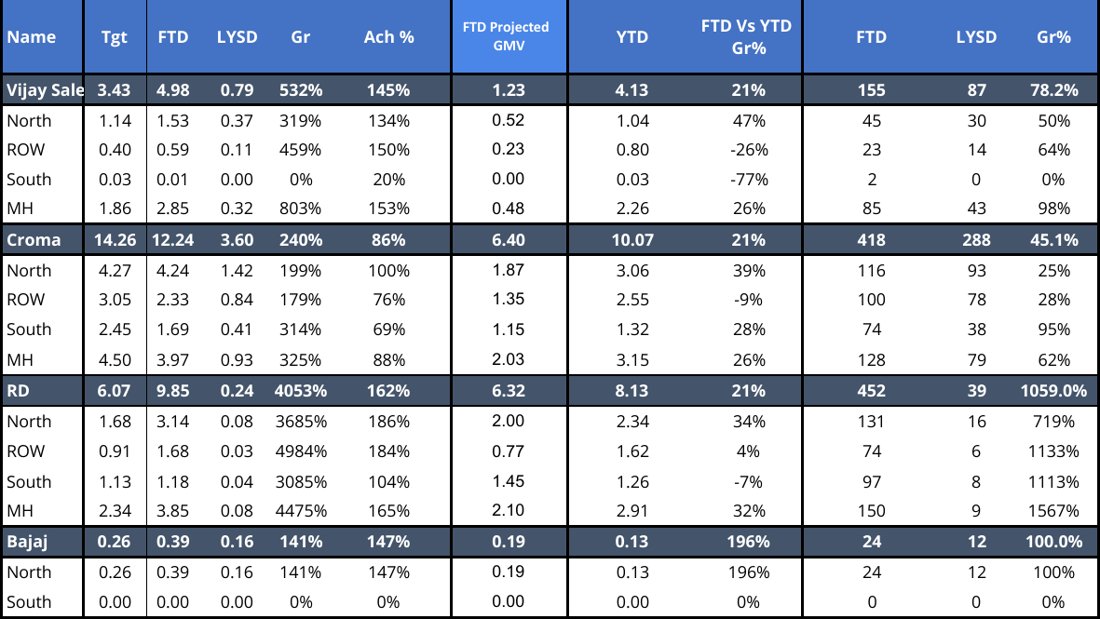 Name Tgt FTD LYSD Gr Ach % FTD Projected GMV YTD FTD Vs YTD Gr% FTD LYSD Gr%
Vijay Sale 3.43 4.98 0.79 532% 145% 1.23 4.13 21% 155 87 78.2%
North 1.14 1.53 0.37 319% 134% 0.52 1.04 47% 45 30 50%
ROW 0.40 0.59 0.11 459% 150% 0.23 0.80 -26% 23 14 64%
South 0.03 0.01 0.00 0% 20% 0.00 0.03 -77% 2 0 0%
MH 1.86 2.85 0.32 803% 153% 0.48 2.26 26% 85 43 98%
Croma 14.26 12.24 3.60 240% 86% 6.40 10.07 21% 418 288 45.1%
North 4.27 4.24 1.42 199% 100% 1.87 3.06 39% 116 93 25%
ROW 3.05 2.33 0.84 179% 76% 1.35 2.55 -9% 100 78 28%
South 2.45 1.69 0.41 314% 69% 1.15 1.32 28% 74 38 95%
MH 4.50 3.97 0.93 325% 88% 2.03 3.15 26% 128 79 62%
RD 6.07 9.85 0.24 4053% 162% 6.32 8.13 21% 452 39 1059.0%
North 1.68 3.14 0.08 3685% 186% 2.00 2.34 34% 131 16 719%
ROW 0.91 1.68 0.03 4984% 184% 0.77 1.62 4% 74 6 1133%
South 1.13 1.18 0.04 3085% 104% 1.45 1.26 -7% 97 8 1113%
MH 2.34 3.85 0.08 4475% 165% 2.10 2.91 32% 150 9 1567%
Bajaj 0.26 0.39 0.16 141% 147% 0.19 0.13 196% 24 12 100.0%
North 0.26 0.39 0.16 141% 147% 0.19 0.13 196% 24 12 100%
South 0.00 0.00 0.00 0% 0% 0.00 0.00 0% 0 0 0%